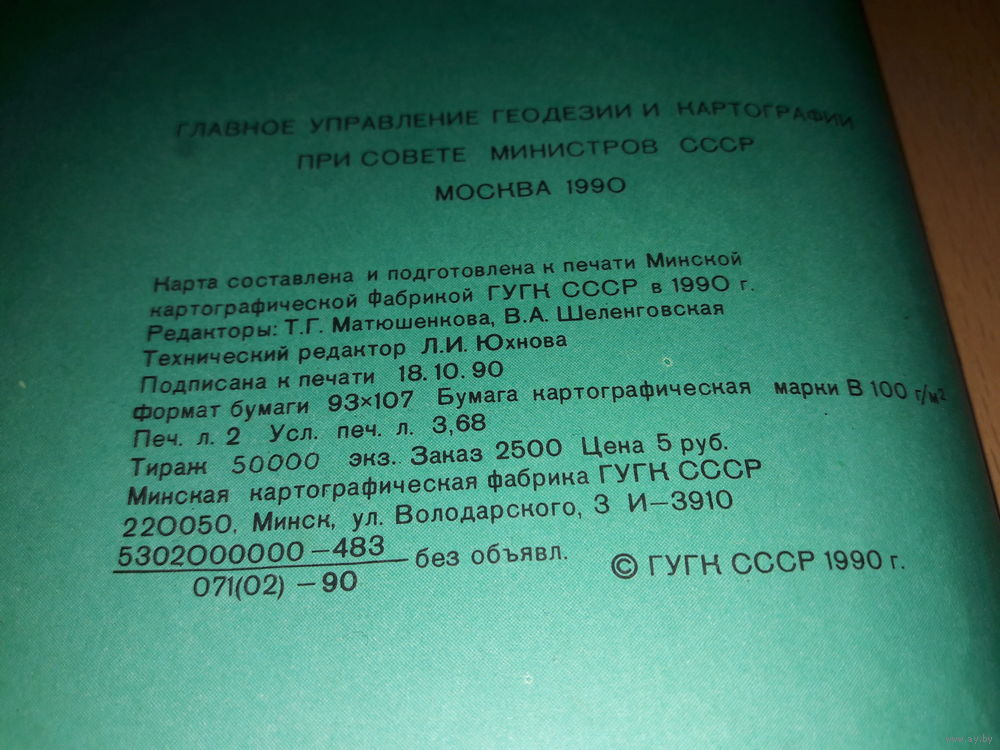 ГЛАВНОЕ УПРАВЛЕНИЕ ГЕОДЕЗИИ И КАРТОГРАФИИ
ПРИ СОВЕТЕ МИНИСТРОВ СССР
МОСКВА 1990
Карта составлена и подготовлена к печати Минской
картографической фабрикой ГУГК СССР в 1990 г.
Редакторы: Т.Г. Матюшенкова, В.А. Шеленговская
Технический редактор Л.И. Юхнова
Подписана к печати 18.10.90
формат бумаги 93×107 Бумага картографическая марки В 100 г/м²
Печ. л. 2 Усл. печ. л. 3,68
Тираж 50000 экз. Заказ 2500 Цена 5 руб.
Минская картографическая фабрика ГУГК СССР
220050, Минск, ул. Володарского, 3 И—3910
5302000000—483
071(02)—90 без объявл.
© ГУГК СССР 1990 г.
www.ay.by